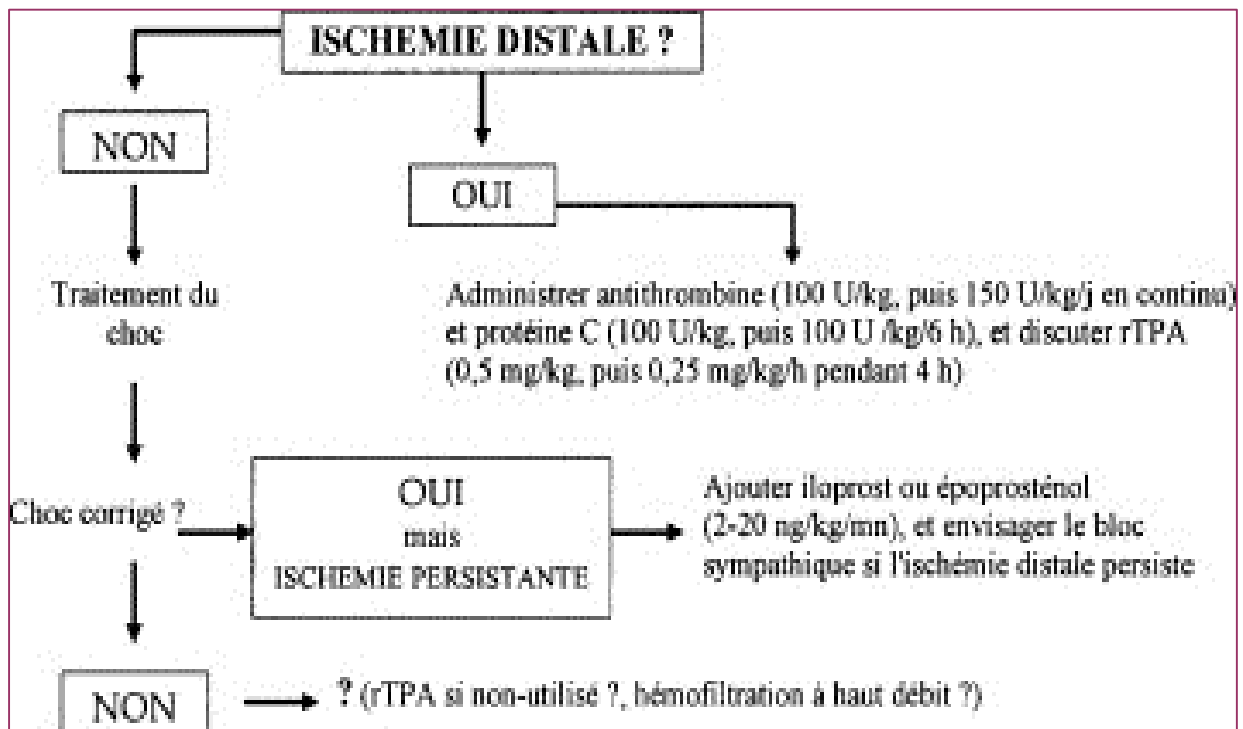 ISCHEMIE DISTALE ?
NON
OUI
Traitement du
choc
Administrer antithrombine (100 U/kg, puis 150 U/kg/j en continu)
et protéine C (100 U/kg, puis 100 U /kg/6 h), et discuter rTPA
(0,5 mg/kg, puis 0,25 mg/kg/h pendant 4 h)
Choc corrigé ?
OUI
mais
ISCHEMIE PERSISTANTE
Ajouter iloprost ou époprosténol
(2-20 ng/kg/mn), et envisager le bloc
sympathique si l'ischémie distale persiste
NON
? (rTPA si non-utilisé ?, hémofiltration à haut débit ?)